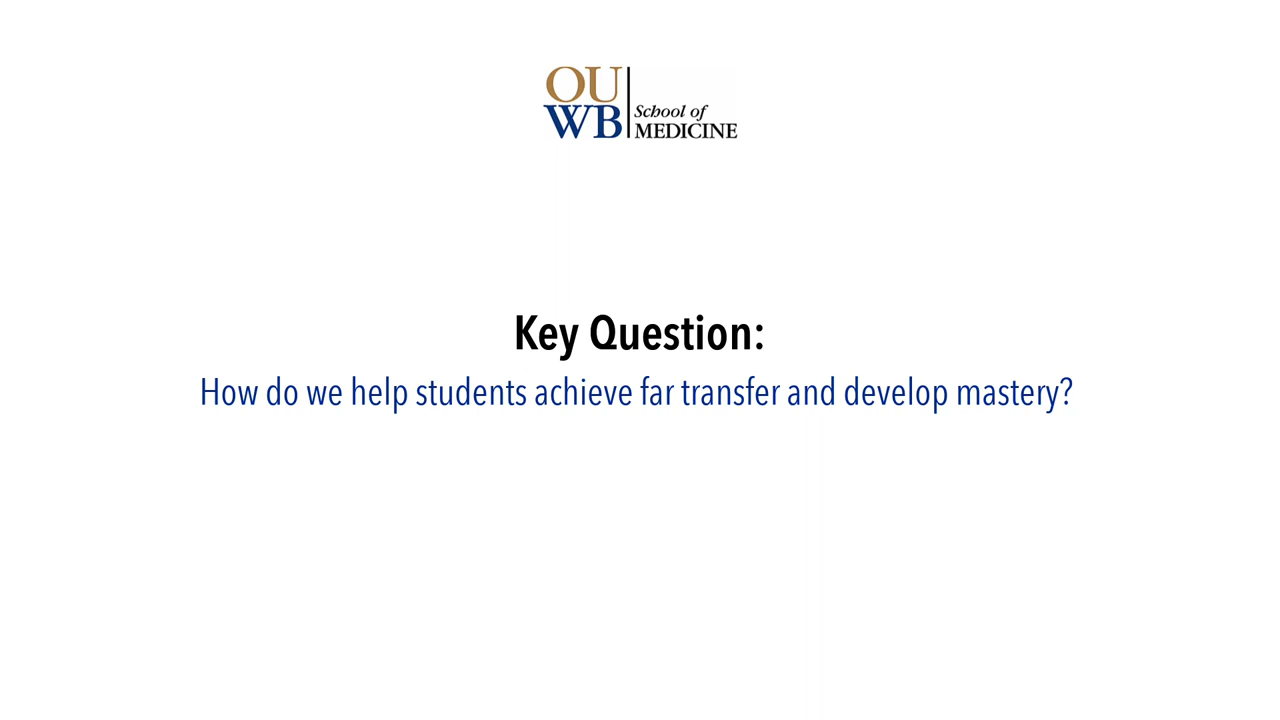 OU
WB
School of
MEDICINE
Key Question:
How do we help students achieve far transfer and develop mastery?